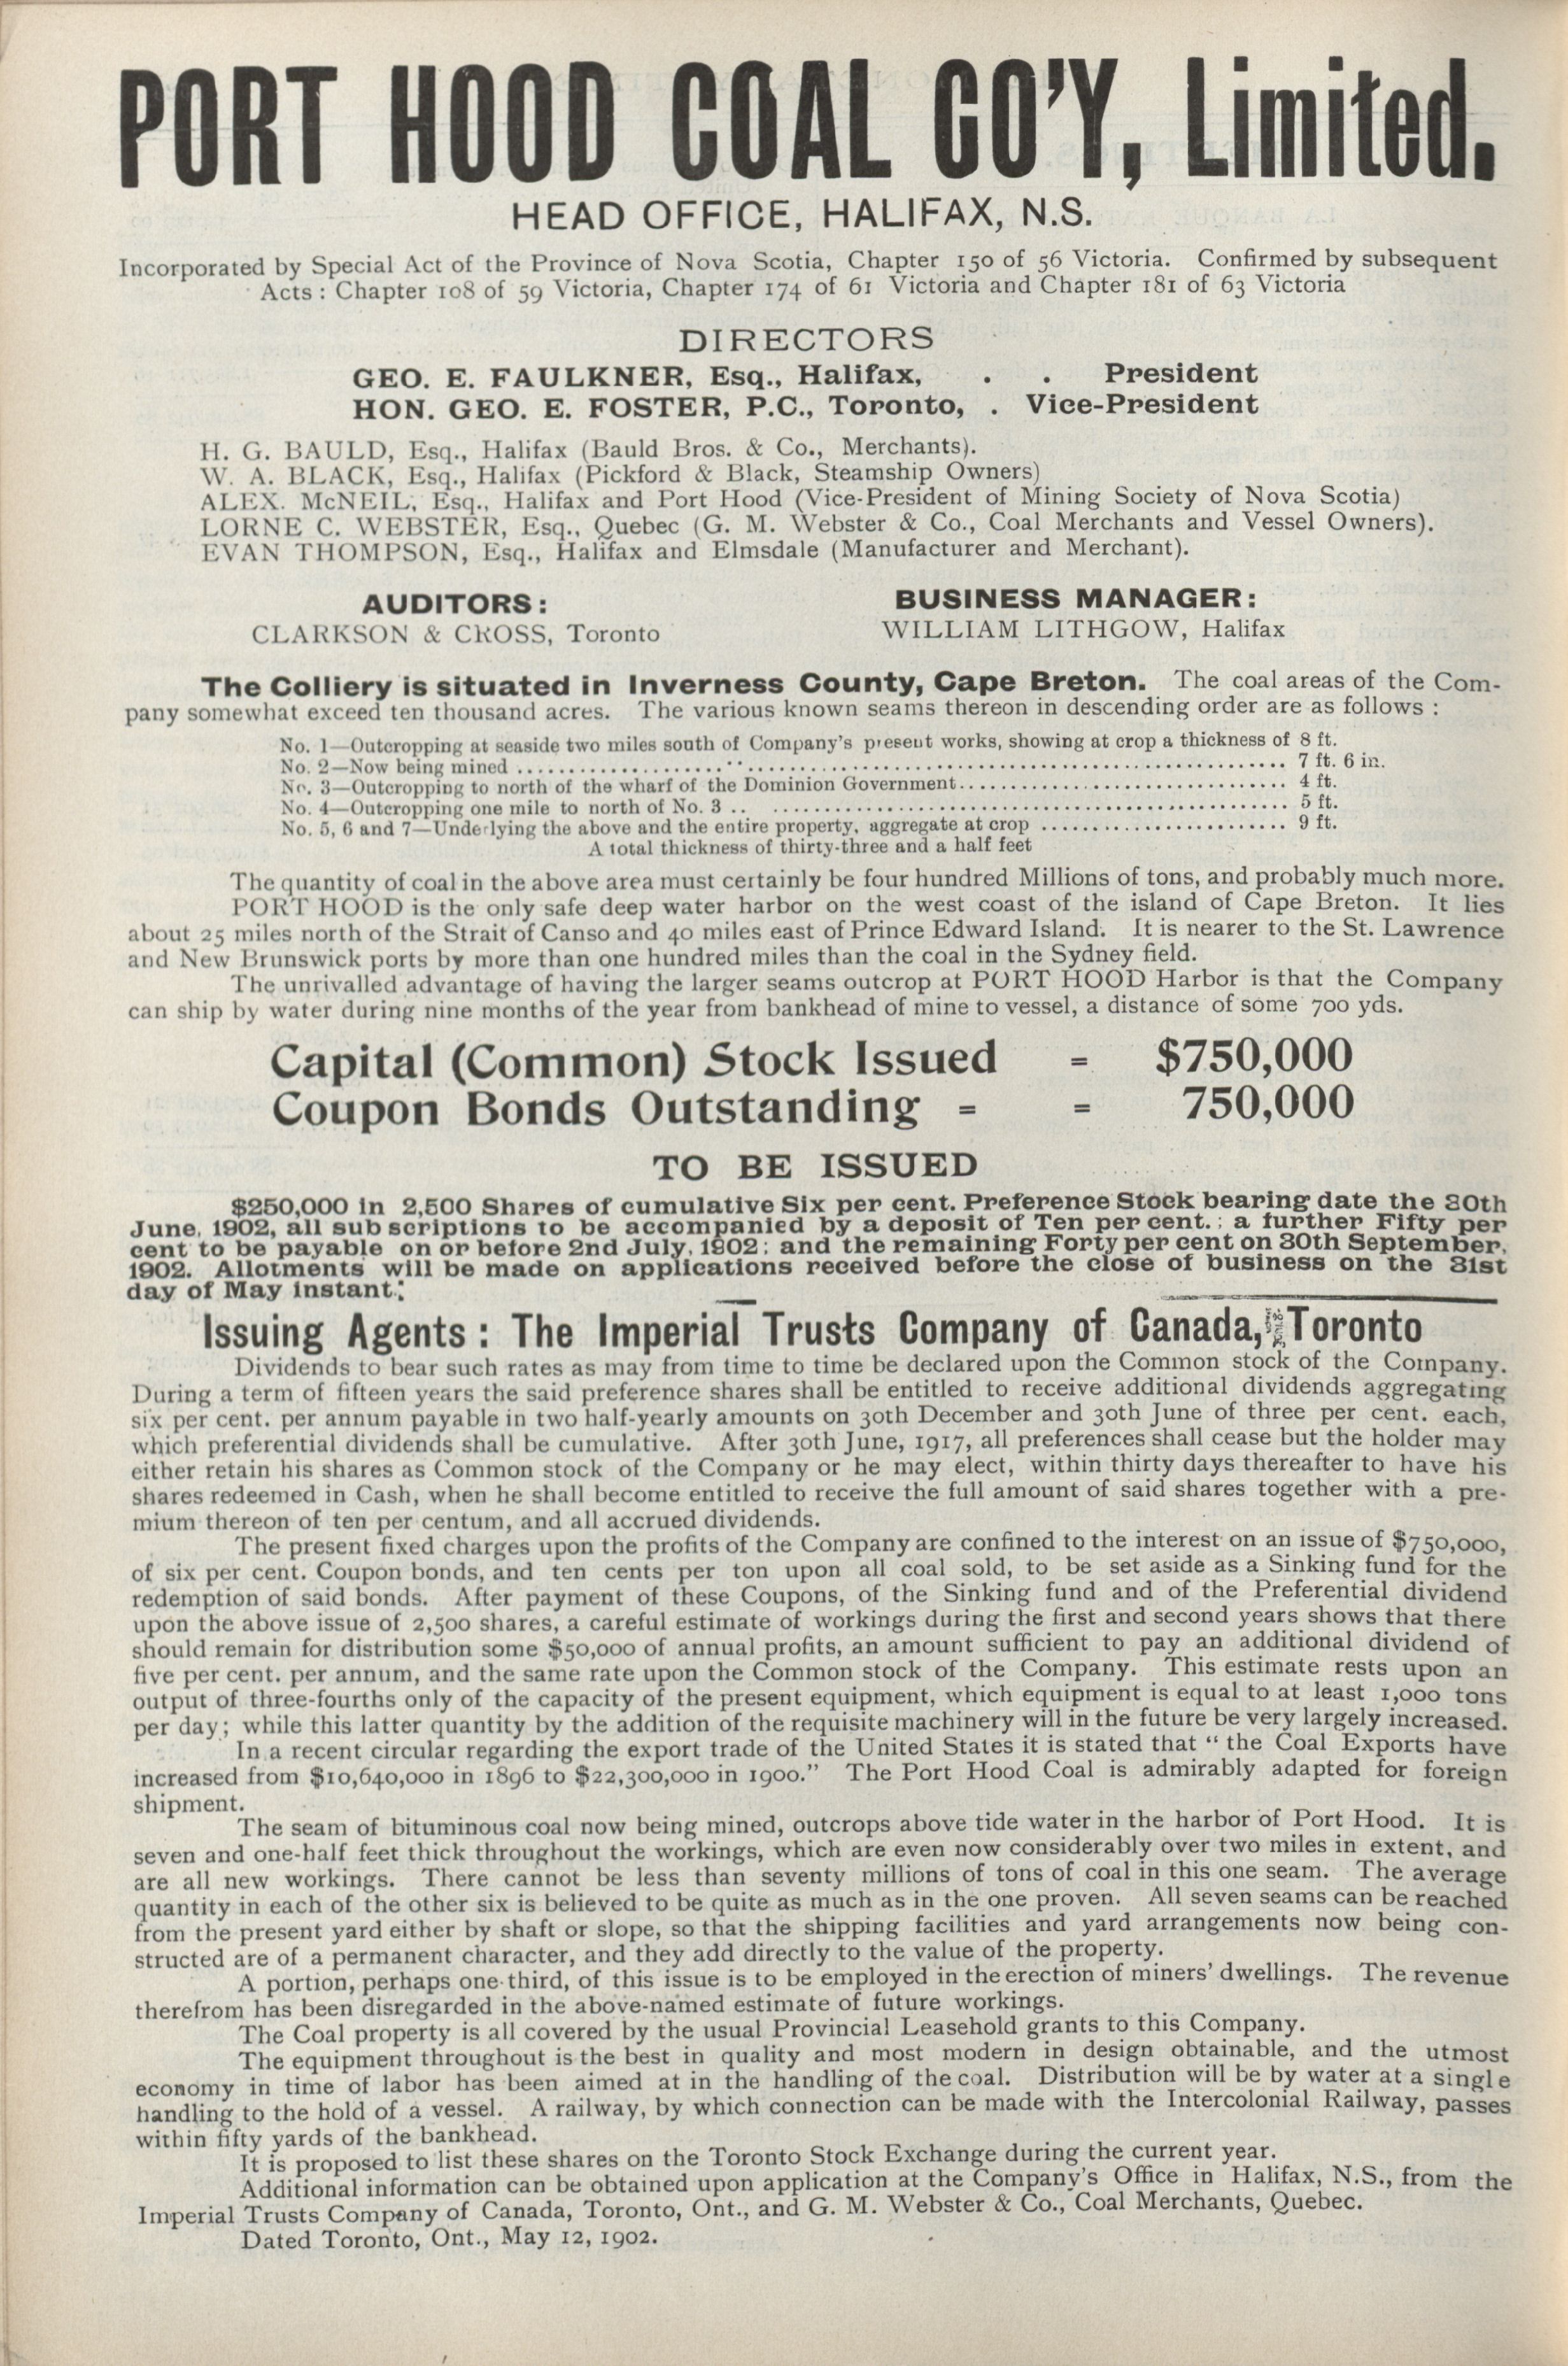 PORT HOOD COAL CO'Y, Limited.
HEAD OFFICE, HALIFAX, N.S.
Incorporated by Special Act of the Province of Nova Scotia, Chapter 150 of 56 Victoria. Confirmed by subsequent
Acts : Chapter 108 of 59 Victoria, Chapter 174 of 61 Victoria and Chapter 181 of 63 Victoria
DIRECTORS
GEO. E. FAULKNER, Esq., Halifax, . . President
HON. GEO. E. FOSTER, P.C., Toronto, . Vice-President
H. G. BAULD, Esq., Halifax (Bauld Bros. & Co., Merchants).
W. A. BLACK, Esq., Halifax (Pickford & Black, Steamship Owners)
ALEX. McNEIL, Esq., Halifax and Port Hood (Vice-President of Mining Society of Nova Scotia)
LORNE C. WEBSTER, Esq., Quebec (G. M. Webster & Co., Coal Merchants and Vessel Owners).
EVAN THOMPSON, Esq., Halifax and Elmsdale (Manufacturer and Merchant).
AUDITORS:
CLARKSON & CROSS, Toronto
BUSINESS MANAGER:
WILLIAM LITHGOW, Halifax
The Colliery is situated in Inverness County, Cape Breton. The coal areas of the Com-
pany somewhat exceed ten thousand acres. The various known seams thereon in descending order are as follows :
No. 1—Outcropping at seaside two miles south of Company's present works, showing at crop a thickness of 8 ft.
No. 2—Now being mined ........ 7 ft. 6 in.
No. 3—Outcropping to north of the wharf of the Dominion Government........ 4 ft.
No. 4—Outcropping one mile to north of No. 3 ........ 5 ft.
No. 5, 6 and 7—Underlying the above and the entire property, aggregate at crop ........ 9 ft.
A total thickness of thirty-three and a half feet
The quantity of coal in the above area must certainly be four hundred Millions of tons, and probably much more.
PORT HOOD is the only safe deep water harbor on the west coast of the island of Cape Breton. It lies
about 25 miles north of the Strait of Canso and 40 miles east of Prince Edward Island. It is nearer to the St. Lawrence
and New Brunswick ports by more than one hundred miles than the coal in the Sydney field.
The unrivalled advantage of having the larger seams outcrop at PORT HOOD Harbor is that the Company
can ship by water during nine months of the year from bankhead of mine to vessel, a distance of some 700 yds.
Capital (Common) Stock Issued = $750,000
Coupon Bonds Outstanding = = 750,000
TO BE ISSUED
$250,000 in 2,500 Shares of cumulative Six per cent. Preference Stock bearing date the 30th
June, 1902, all sub scriptions to be accompanied by a deposit of Ten per cent. ; a further Fifty per
cent to be payable on or before 2nd July, 1902 ; and the remaining Forty per cent on 30th September,
1902. Allotments will be made on applications received before the close of business on the 31st
day of May instant.
Issuing Agents : The Imperial Trusts Company of Canada, Toronto
Dividends to bear such rates as may from time to time be declared upon the Common stock of the Company.
During a term of fifteen years the said preference shares shall be entitled to receive additional dividends aggregating
six per cent. per annum payable in two half-yearly amounts on 30th December and 30th June of three per cent. each,
which preferential dividends shall be cumulative. After 30th June, 1917, all preferences shall cease but the holder may
either retain his shares as Common stock of the Company or he may elect, within thirty days thereafter to have his
shares redeemed in Cash, when he shall become entitled to receive the full amount of said shares together with a pre-
mium thereon of ten per centum, and all accrued dividends.
The present fixed charges upon the profits of the Company are confined to the interest on an issue of $750,000,
of six per cent. Coupon bonds, and ten cents per ton upon all coal sold, to be set aside as a Sinking fund for the
redemption of said bonds. After payment of these Coupons, of the Sinking fund and of the Preferential dividend
upon the above issue of 2,500 shares, a careful estimate of workings during the first and second years shows that there
should remain for distribution some $50,000 of annual profits, an amount sufficient to pay an additional dividend of
five per cent. per annum, and the same rate upon the Common stock of the Company. This estimate rests upon an
output of three-fourths only of the capacity of the present equipment, which equipment is equal to at least 1,000 tons
per day ; while this latter quantity by the addition of the requisite machinery will in the future be very largely increased.
In a recent circular regarding the export trade of the United States it is stated that " the Coal Exports have
increased from $10,640,000 in 1896 to $22,300,000 in 1900." The Port Hood Coal is admirably adapted for foreign
shipment.
The seam of bituminous coal now being mined, outcrops above tide water in the harbor of Port Hood. It is
seven and one-half feet thick throughout the workings, which are even now considerably over two miles in extent, and
are all new workings. There cannot be less than seventy millions of tons of coal in this one seam. The average
quantity in each of the other six is believed to be quite as much as in the one proven. All seven seams can be reached
from the present yard either by shaft or slope, so that the shipping facilities and yard arrangements now being con-
structed are of a permanent character, and they add directly to the value of the property.
A portion, perhaps one-third, of this issue is to be employed in the erection of miners' dwellings. The revenue
therefrom has been disregarded in the above-named estimate of future workings.
The Coal property is all covered by the usual Provincial Leasehold grants to this Company.
The equipment throughout is the best in quality and most modern in design obtainable, and the utmost
economy in time of labor has been aimed at in the handling of the coal. Distribution will be by water at a single
handling to the hold of a vessel. A railway, by which connection can be made with the Intercolonial Railway, passes
within fifty yards of the bankhead.
It is proposed to list these shares on the Toronto Stock Exchange during the current year.
Additional information can be obtained upon application at the Company's Office in Halifax, N.S., from the
Imperial Trusts Company of Canada, Toronto, Ont., and G. M. Webster & Co., Coal Merchants, Quebec.
Dated Toronto, Ont., May 12, 1902.